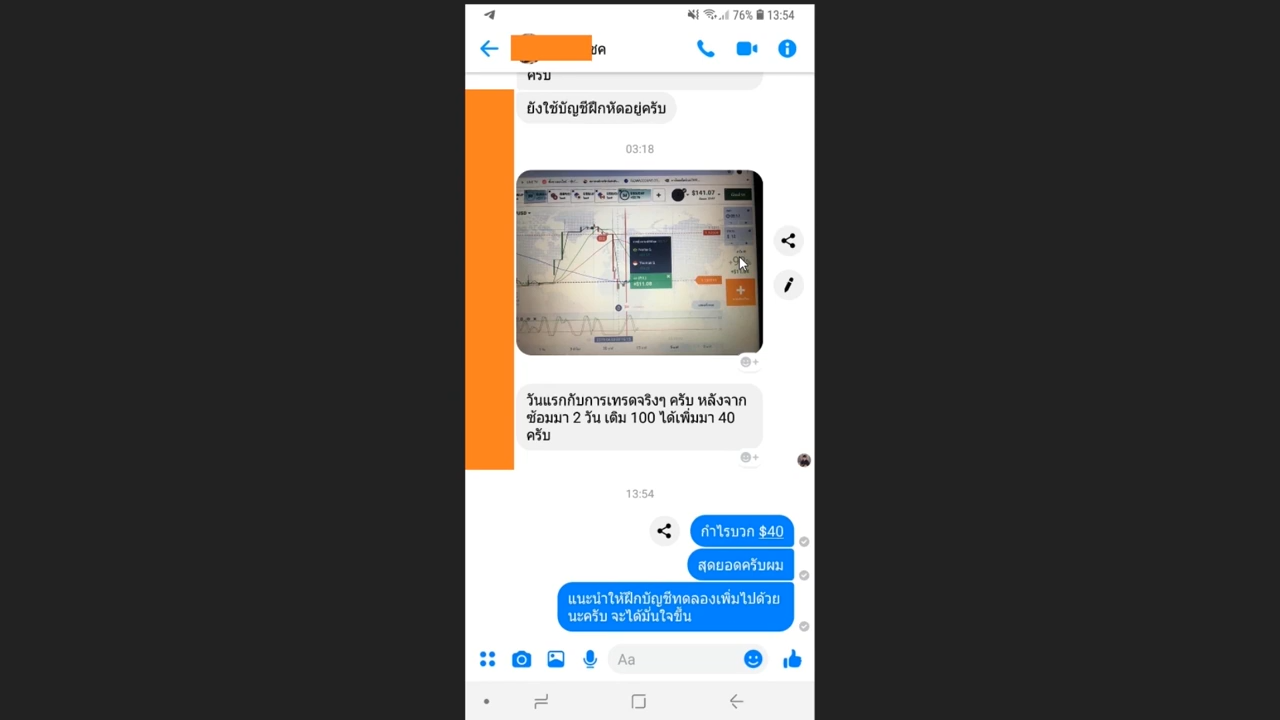 76% 13:54
ชค
ครับ
ยังใช้บัญชีฝึกหัดอยู่ครับ
03:18
$141.07
วันแรกกับการเทรดจริงๆ ครับ หลังจาก
ซ้อมมา 2 วัน เดิม 100 ได้เพิ่มมา 40
ครับ
13:54
กำไรบวก $40
สุดยอดครับผม
แนะนำให้ฝึกบัญชีทดลองเพิ่มไปด้วย
นะครับ จะได้มั่นใจขึ้น
Aa